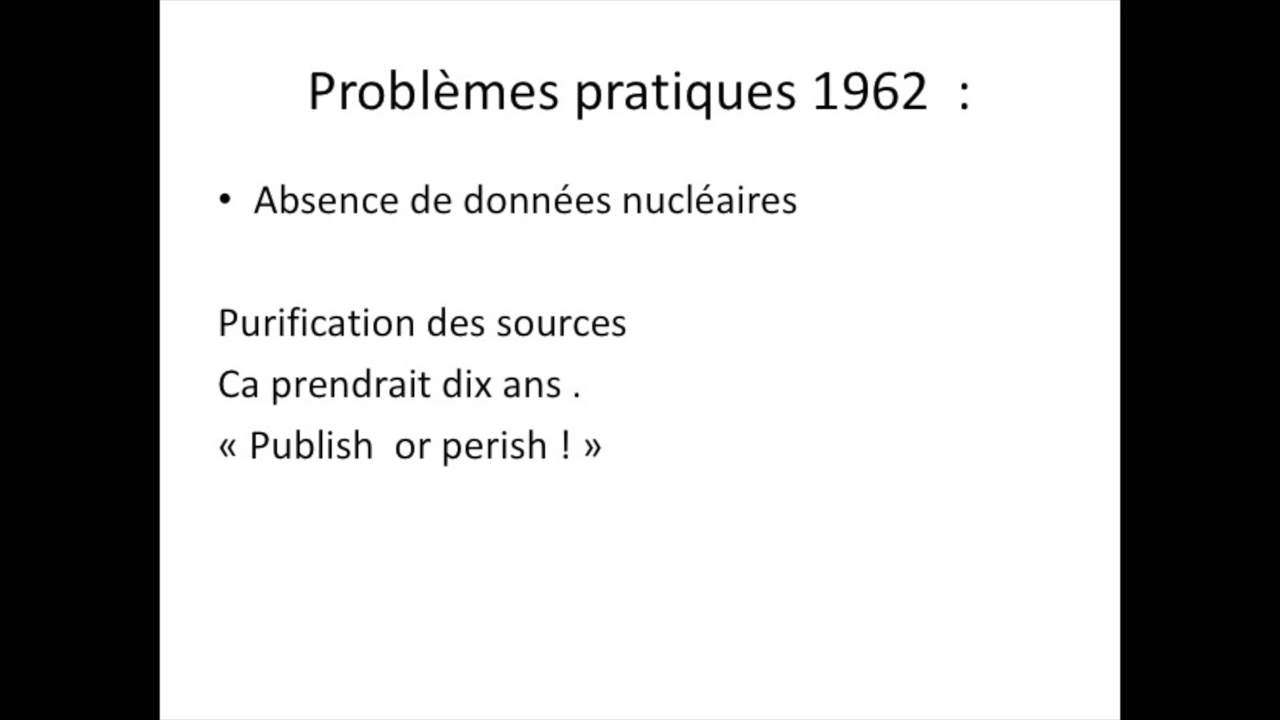 Problèmes pratiques 1962  :
• Absence de données nucléaires
Purification des sources
Ca prendrait dix ans .
« Publish  or perish ! »